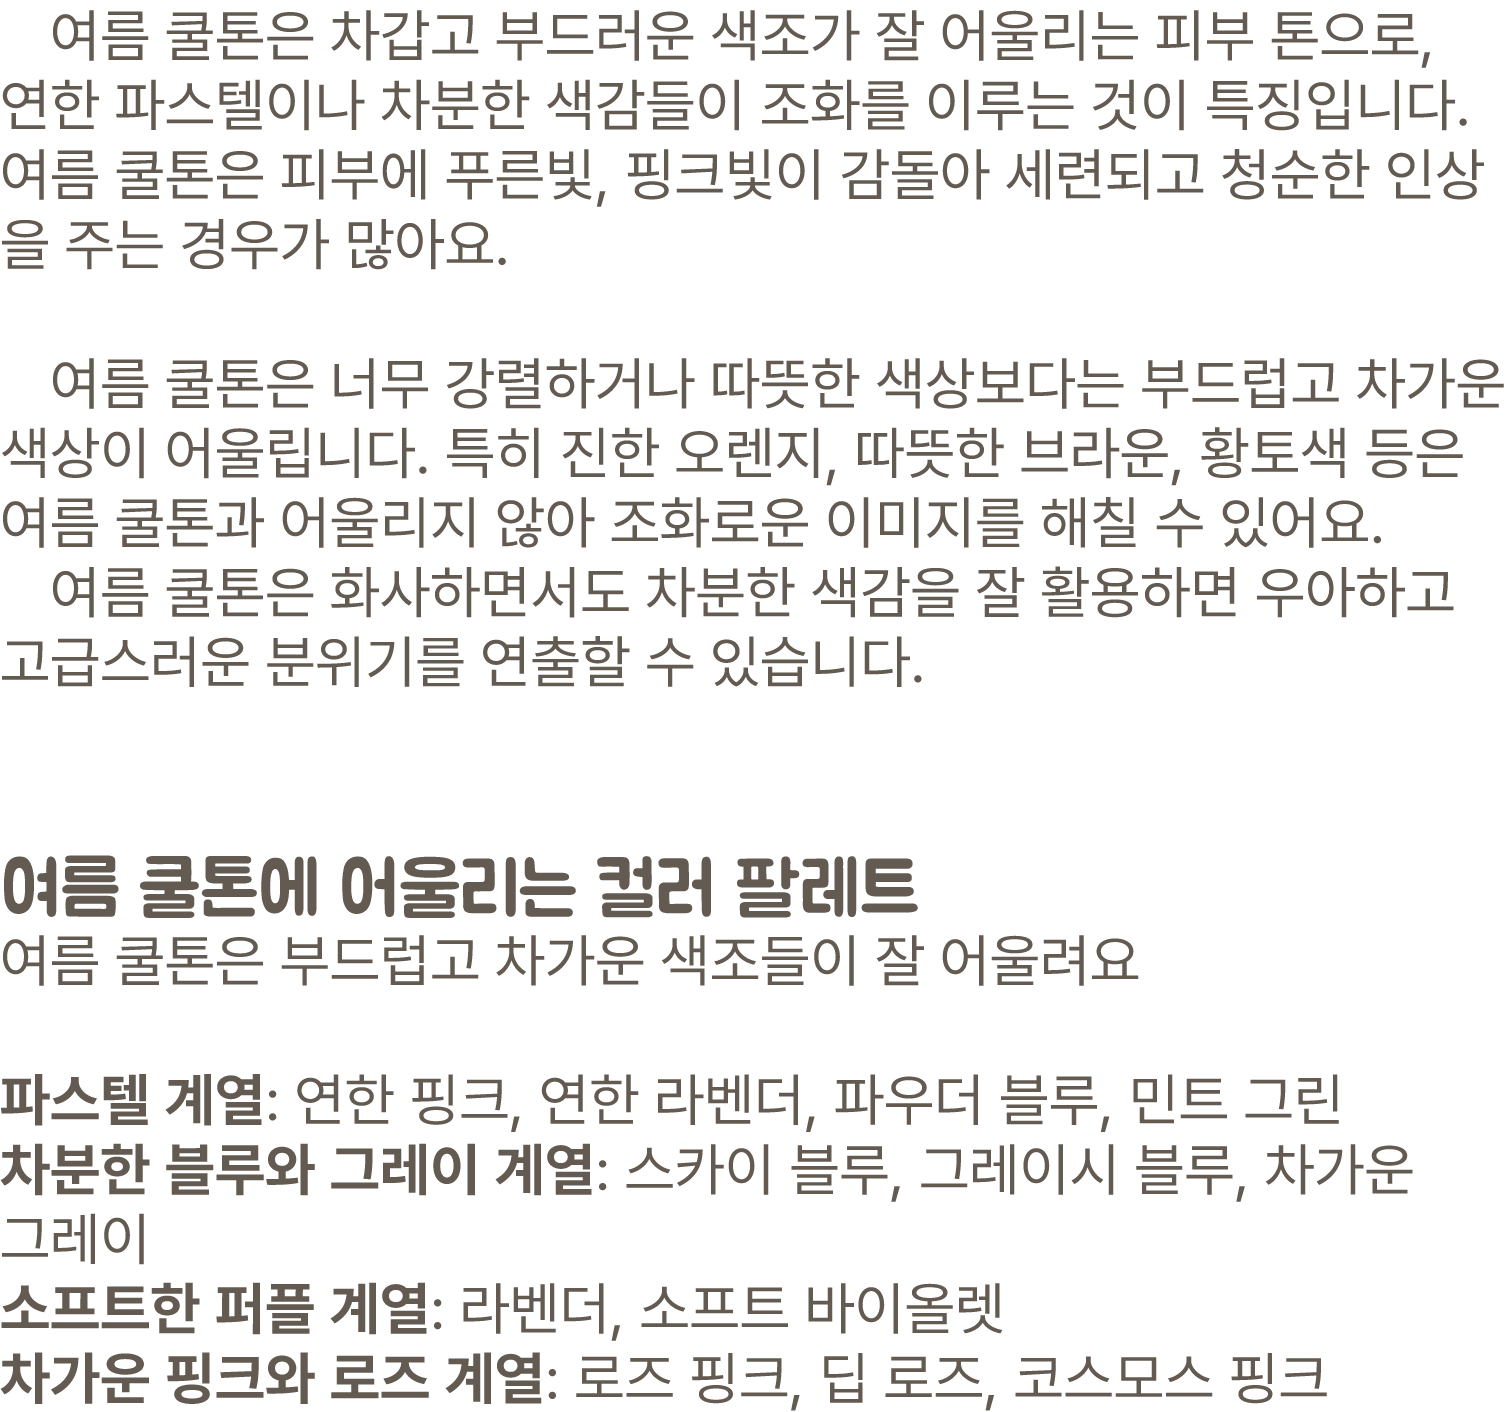 여름 쿨톤은 차갑고 부드러운 색조가 잘 어울리는 피부 톤으로,
연한 파스텔이나 차분한 색감들이 조화를 이루는 것이 특징입니다.
여름 쿨톤은 피부에 푸른빛, 핑크빛이 감돌아 세련되고 청순한 인상
을 주는 경우가 많아요.
여름 쿨톤은 너무 강렬하거나 따뜻한 색상보다는 부드럽고 차가운
색상이 어울립니다. 특히 진한 오렌지, 따뜻한 브라운, 황토색 등은
여름 쿨톤과 어울리지 않아 조화로운 이미지를 해칠 수 있어요.
여름 쿨톤은 화사하면서도 차분한 색감을 잘 활용하면 우아하고
고급스러운 분위기를 연출할 수 있습니다.
여름 쿨톤에 어울리는 컬러 팔레트
여름 쿨톤은 부드럽고 차가운 색조들이 잘 어울려요
파스텔 계열: 연한 핑크, 연한 라벤더, 파우더 블루, 민트 그린
차분한 블루와 그레이 계열: 스카이 블루, 그레이시 블루, 차가운
그레이
소프트한 퍼플 계열: 라벤더, 소프트 바이올렛
차가운 핑크와 로즈 계열: 로즈 핑크, 딥 로즈, 코스모스 핑크